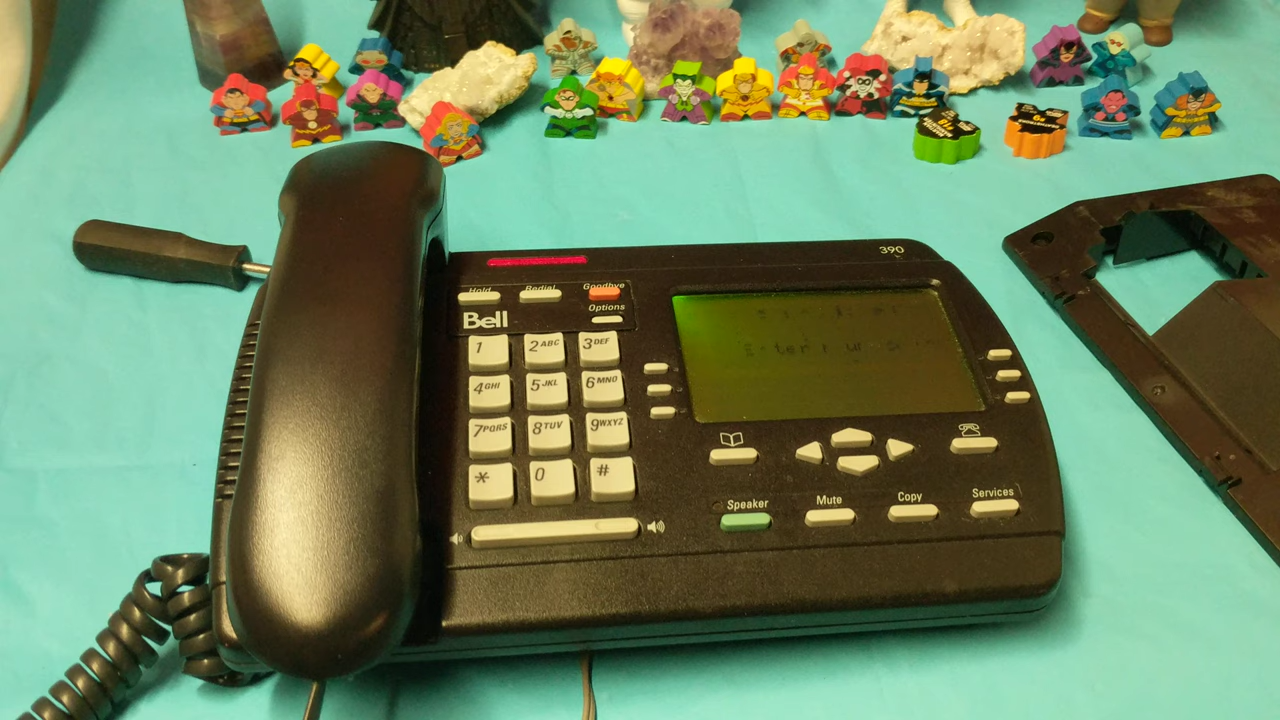 390
Hold Redial Goodbye
Options
Bell
1 2ABC 3DEF
4GHI 5JKL 6MNO
7PQRS 8TUV 9WXYZ
* 0 #
Speaker Mute Copy Services